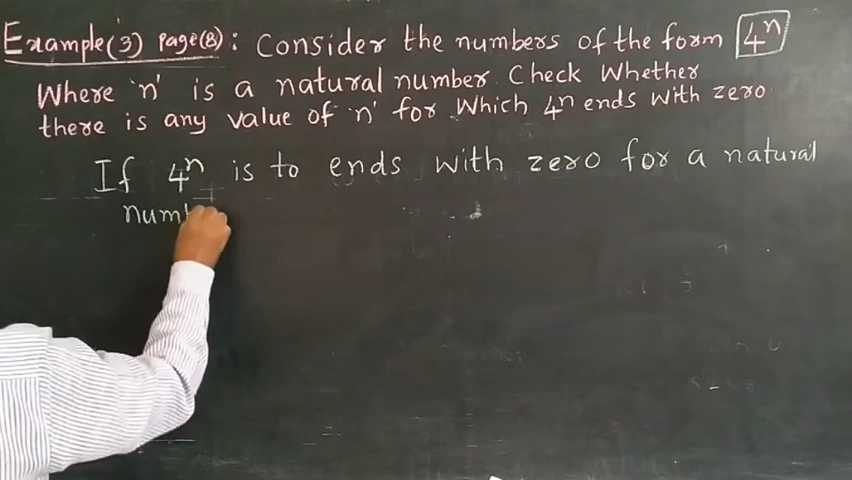 Example(3) Page(8): Consider the numbers of the form 4ⁿ
Where 'n' is a natural number Check Whether
there is any value of 'n' for Which 4ⁿ ends With zero
If 4ⁿ is to ends with zero for a natural